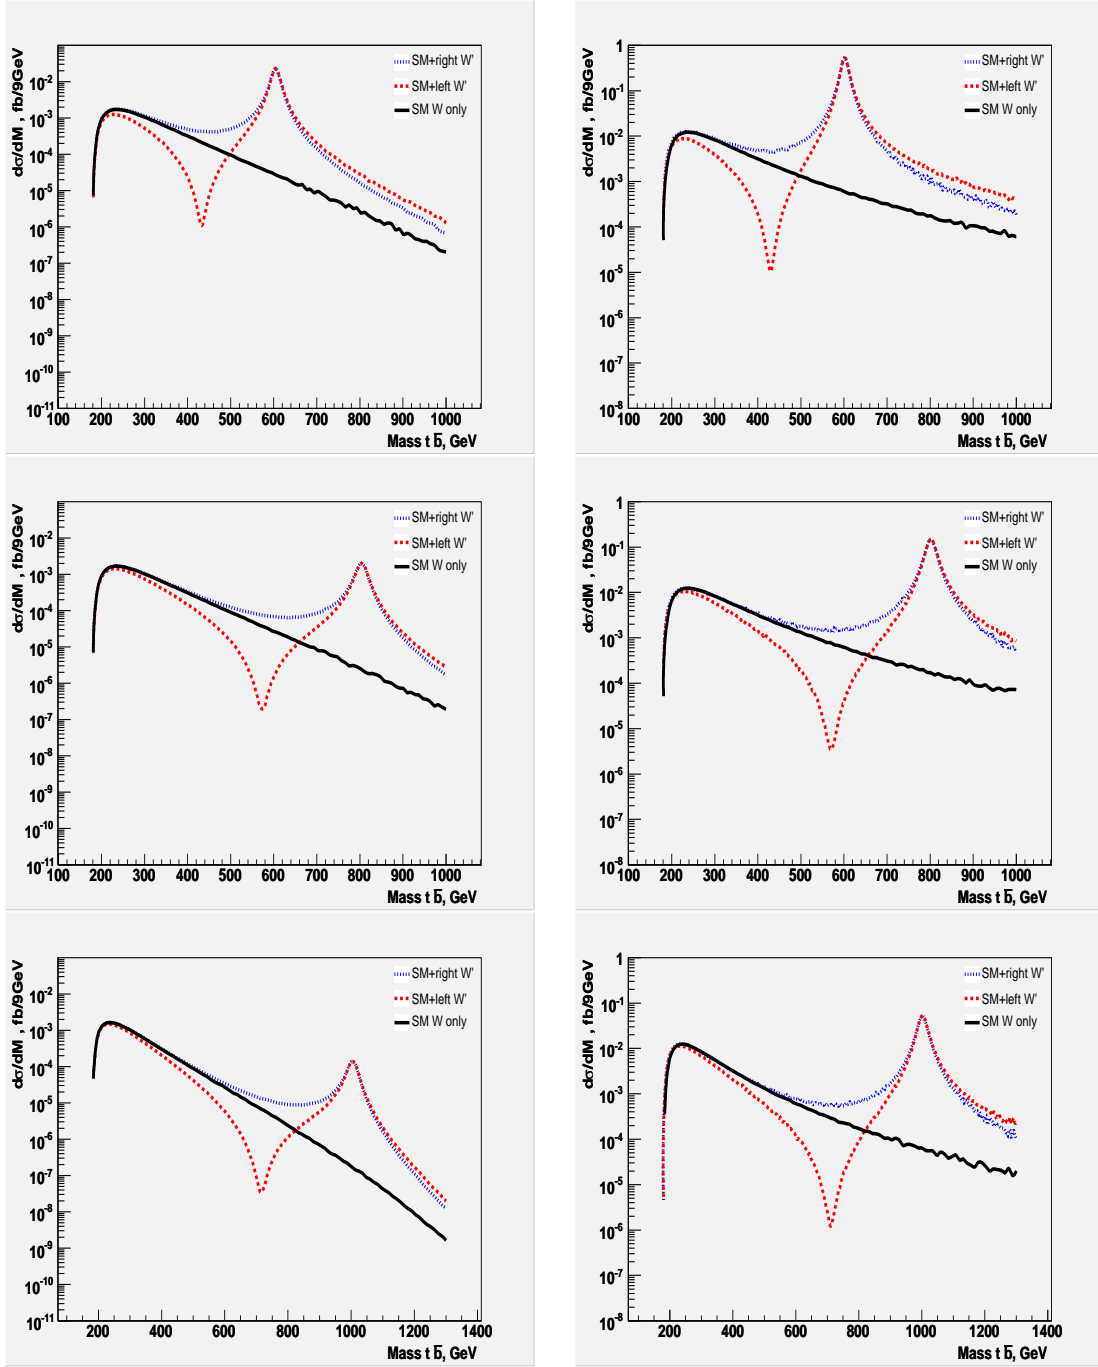 dσ/dM , fb/9GeV
SM+right W'
SM+left W'
SM W only
10⁻²
10⁻³
10⁻⁴
10⁻⁵
10⁻⁶
10⁻⁷
10⁻⁸
10⁻⁹
10⁻¹⁰
10⁻¹¹
100 200 300 400 500 600 700 800 900 1000
Mass t b̅, GeV
dσ/dM , fb/9GeV
SM+right W'
SM+left W'
SM W only
1
10⁻¹
10⁻²
10⁻³
10⁻⁴
10⁻⁵
10⁻⁶
10⁻⁷
10⁻⁸
100 200 300 400 500 600 700 800 900 1000
Mass t b̅, GeV
dσ/dM , fb/9GeV
SM+right W'
SM+left W'
SM W only
10⁻²
10⁻³
10⁻⁴
10⁻⁵
10⁻⁶
10⁻⁷
10⁻⁸
10⁻⁹
10⁻¹⁰
10⁻¹¹
100 200 300 400 500 600 700 800 900 1000
Mass t b̅, GeV
dσ/dM , fb/9GeV
SM+right W'
SM+left W'
SM W only
1
10⁻¹
10⁻²
10⁻³
10⁻⁴
10⁻⁵
10⁻⁶
10⁻⁷
10⁻⁸
100 200 300 400 500 600 700 800 900 1000
Mass t b̅, GeV
dσ/dM , fb/9GeV
SM+right W'
SM+left W'
SM W only
10⁻²
10⁻³
10⁻⁴
10⁻⁵
10⁻⁶
10⁻⁷
10⁻⁸
10⁻⁹
10⁻¹⁰
10⁻¹¹
200 400 600 800 1000 1200 1400
Mass t b̅, GeV
dσ/dM , fb/9GeV
SM+right W'
SM+left W'
SM W only
1
10⁻¹
10⁻²
10⁻³
10⁻⁴
10⁻⁵
10⁻⁶
10⁻⁷
10⁻⁸
200 400 600 800 1000 1200 1400
Mass t b̅, GeV